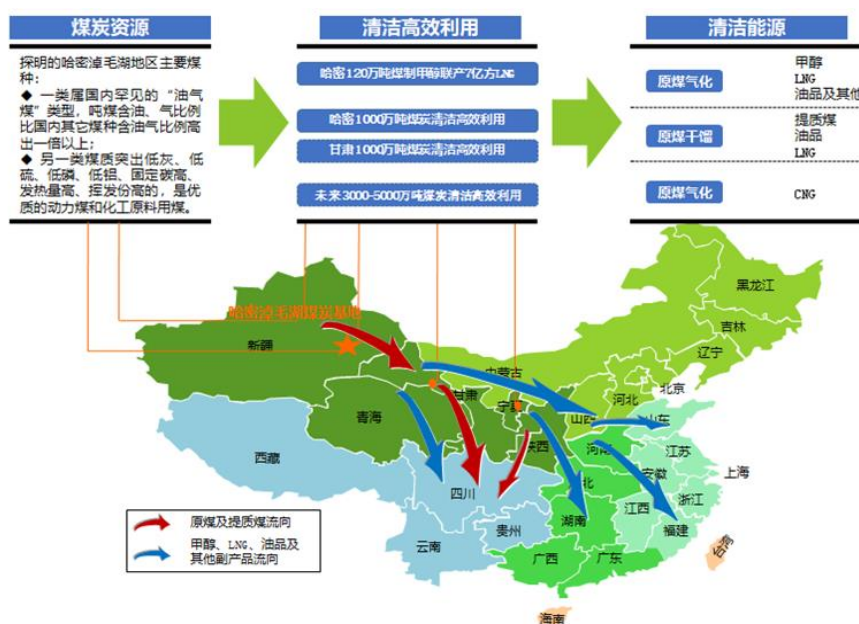 煤炭资源
探明的哈密淖毛湖地区主要煤
种：
◆ 一类属国内罕见的“油气
煤”类型，吨煤含油、气比例
比国内其它煤种含油气比例高
出一倍以上；
◆ 另一类煤质突出低灰、低
硫、低磷、低铝、固定碳高、
发热量高、挥发份高的，是优
质的动力煤和化工原料用煤。
清洁高效利用
哈密120万吨煤制甲醇联产7亿方LNG
哈密1000万吨煤炭清洁高效利用
甘肃1000万吨煤炭清洁高效利用
未来3000-5000万吨煤炭清洁高效利用
清洁能源
原煤气化
甲醇
LNG
油品及其他
原煤干馏
提质煤
油品
LNG
原煤气化
CNG
哈密淖毛湖煤炭基地
黑龙江
吉林
辽宁
新疆
内蒙古
北京
河北
甘肃
宁夏
山西
山东
青海
陕西
河南
江苏
西藏
安徽
上海
四川
北
浙江
江西
湖南
贵州
福建
云南
广西
广东
台湾
海南
原煤及提质煤流向
甲醇、LNG、油品及
其他副产品流向